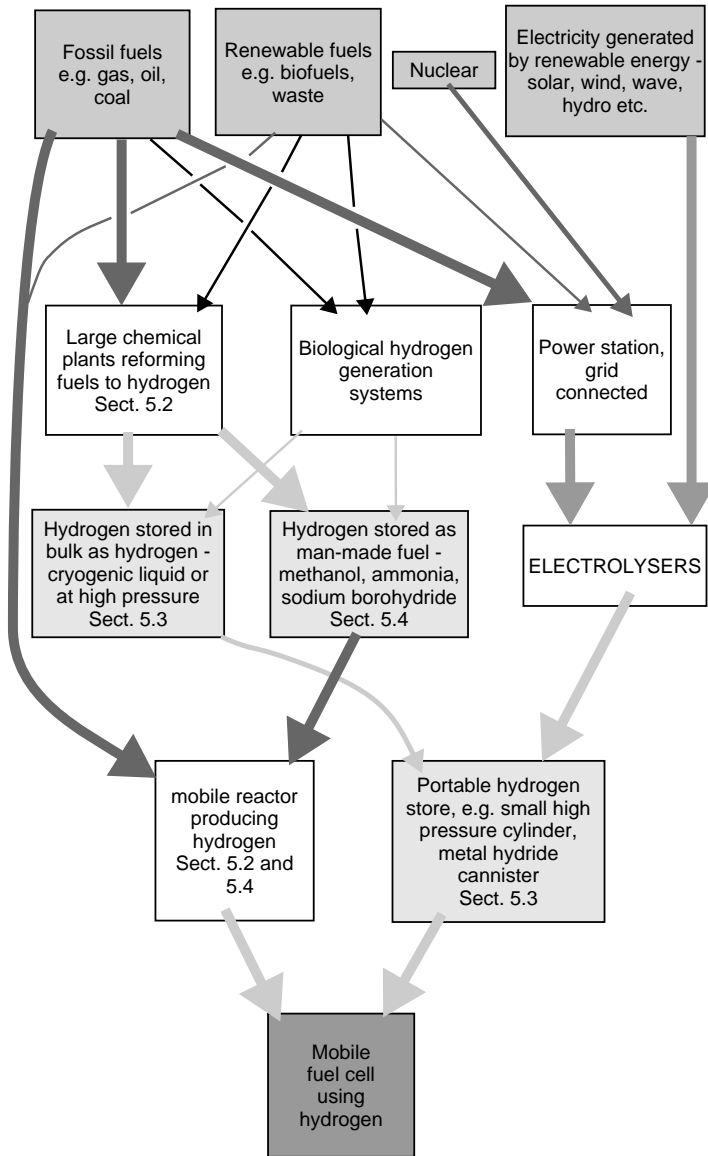 Fossil fuels
e.g. gas, oil,
coal
Renewable fuels
e.g. biofuels,
waste
Nuclear
Electricity generated
by renewable energy -
solar, wind, wave,
hydro etc.
Large chemical
plants reforming
fuels to hydrogen
Sect. 5.2
Biological hydrogen
generation
systems
Power station,
grid
connected
Hydrogen stored in
bulk as hydrogen -
cryogenic liquid or
at high pressure
Sect. 5.3
Hydrogen stored as
man-made fuel -
methanol, ammonia,
sodium borohydride
Sect. 5.4
ELECTROLYSERS
mobile reactor
producing
hydrogen
Sect. 5.2 and
5.4
Portable hydrogen
store, e.g. small high
pressure cylinder,
metal hydride
cannister
Sect. 5.3
Mobile
fuel cell
using
hydrogen